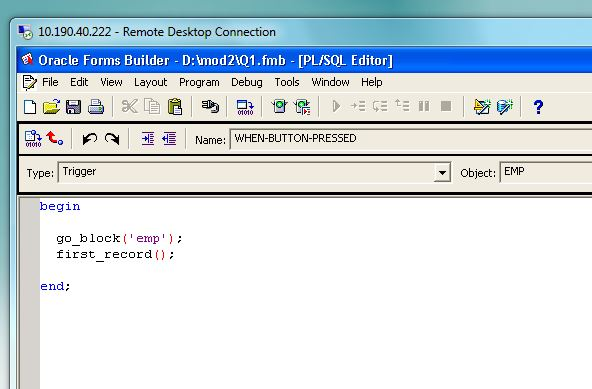 10.190.40.222 - Remote Desktop Connection
Oracle Forms Builder - D:\mod2\Q1.fmb - [PL/SQL Editor]
File Edit View Layout Program Debug Tools Window Help
Name: WHEN-BUTTON-PRESSED
Type: Trigger Object: EMP
begin
go_block('emp');
first_record();
end;